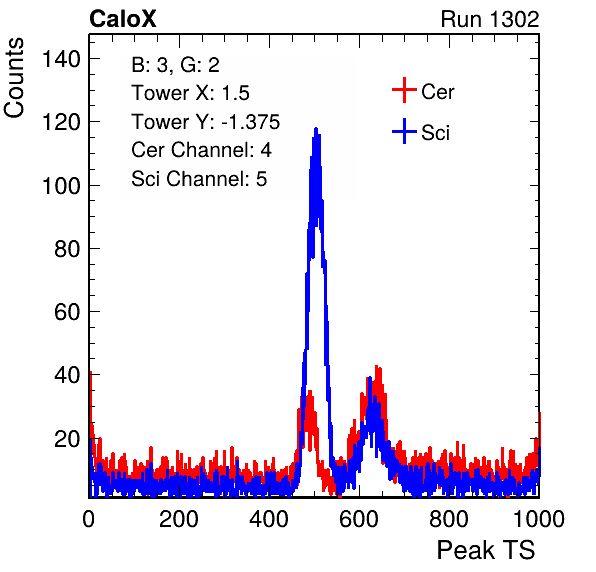 CaloX Run 1302
Counts
B: 3, G: 2
Tower X: 1.5
Tower Y: -1.375
Cer Channel: 4
Sci Channel: 5
Cer
Sci
140
120
100
80
60
40
20
0 200 400 600 800 1000
Peak TS